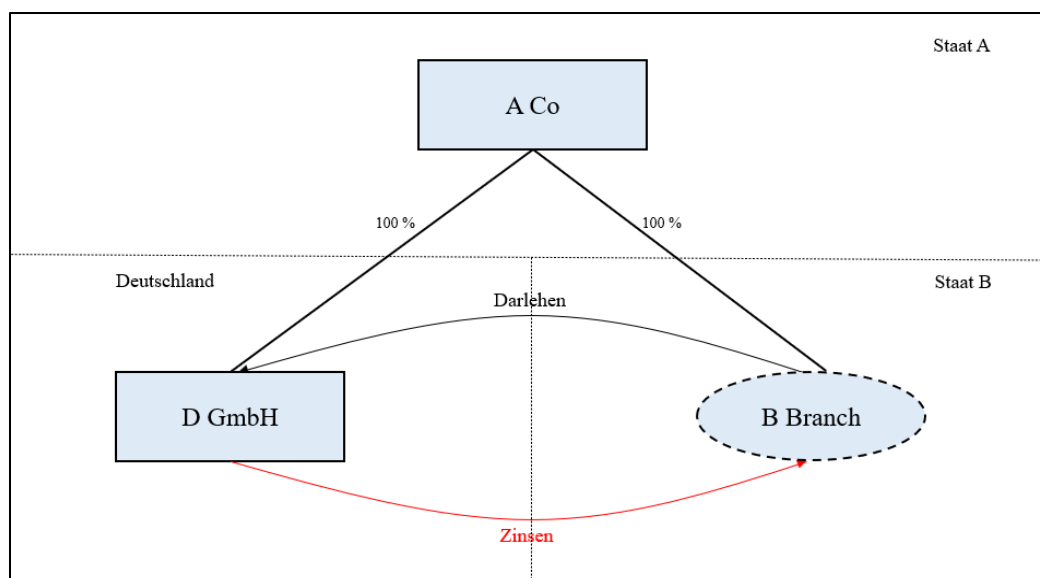 Staat A
A Co
100 %
100 %
Deutschland
Staat B
Darlehen
D GmbH
B Branch
Zinsen